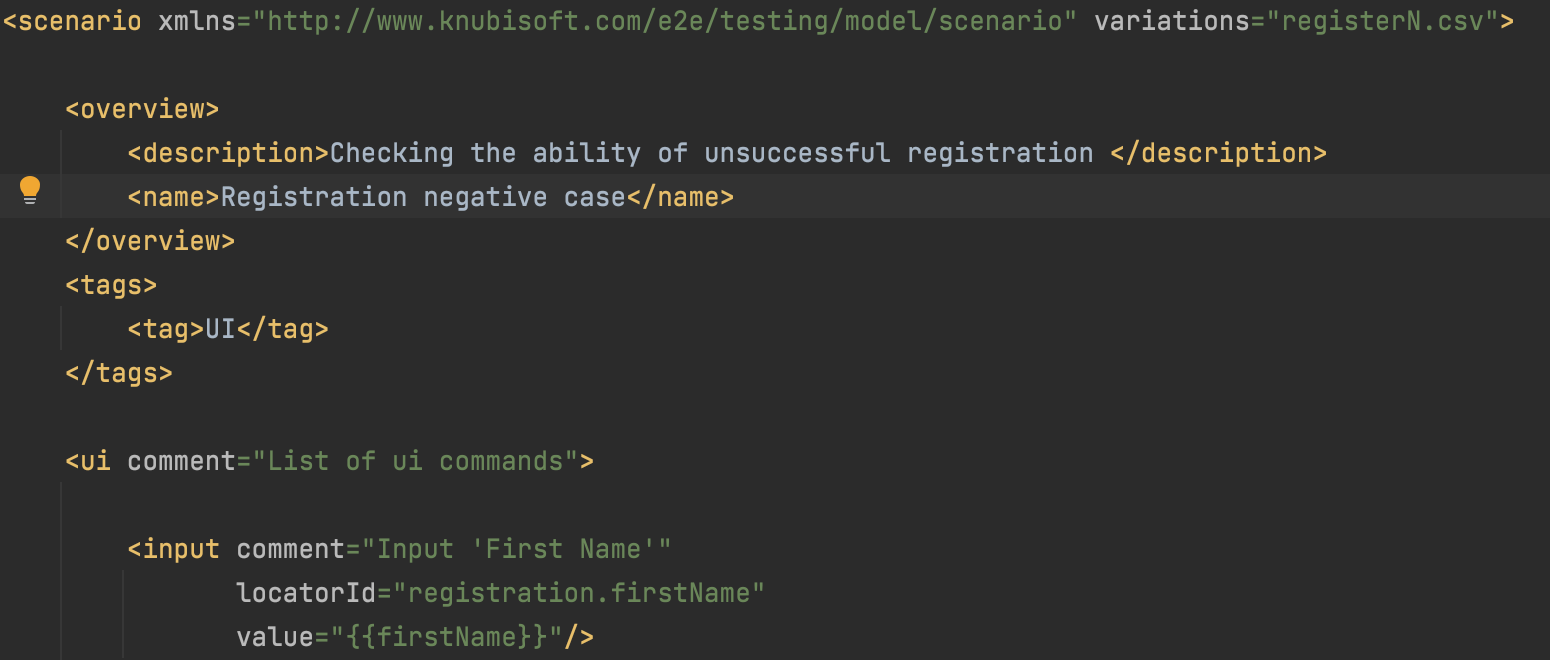 <scenario xmlns="http://www.knubisoft.com/e2e/testing/model/scenario" variations="registerN.csv">
<overview>
<description>Checking the ability of unsuccessful registration </description>
<name>Registration negative case</name>
</overview>
<tags>
<tag>UI</tag>
</tags>
<ui comment="List of ui commands">
<input comment="Input 'First Name'"
locatorId="registration.firstName"
value="{{firstName}}"/>